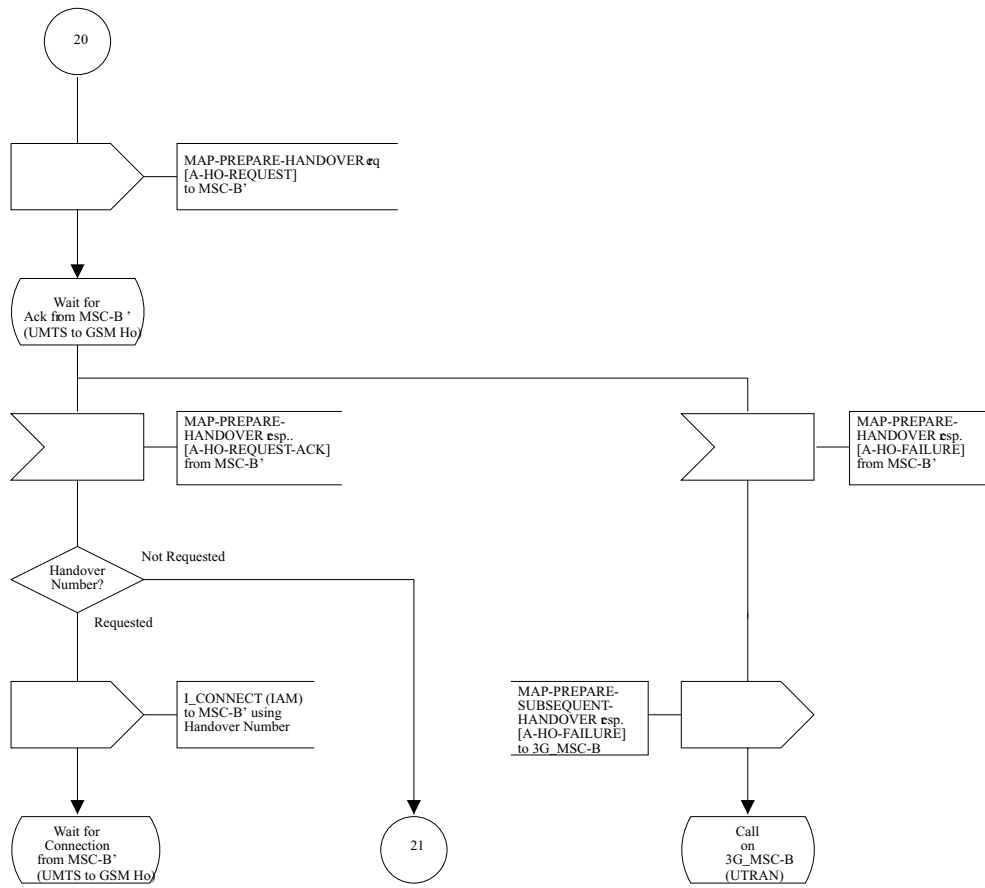 20
MAP-PREPARE-HANDOVER req
[A-HO-REQUEST]
to MSC-B’
Wait for
Ack from MSC-B ’
(UMTS to GSM Ho)
MAP-PREPARE-
HANDOVER resp..
[A-HO-REQUEST-ACK]
from MSC-B’
MAP-PREPARE-
HANDOVER resp.
[A-HO-FAILURE]
from MSC-B’
Handover
Number?
Not Requested
Requested
I_CONNECT (IAM)
to MSC-B’ using
Handover Number
MAP-PREPARE-
SUBSEQUENT-
HANDOVER resp.
[A-HO-FAILURE]
to 3G_MSC-B
Wait for
Connection
from MSC-B’
(UMTS to GSM Ho)
21
Call
on
3G_MSC-B
(UTRAN)